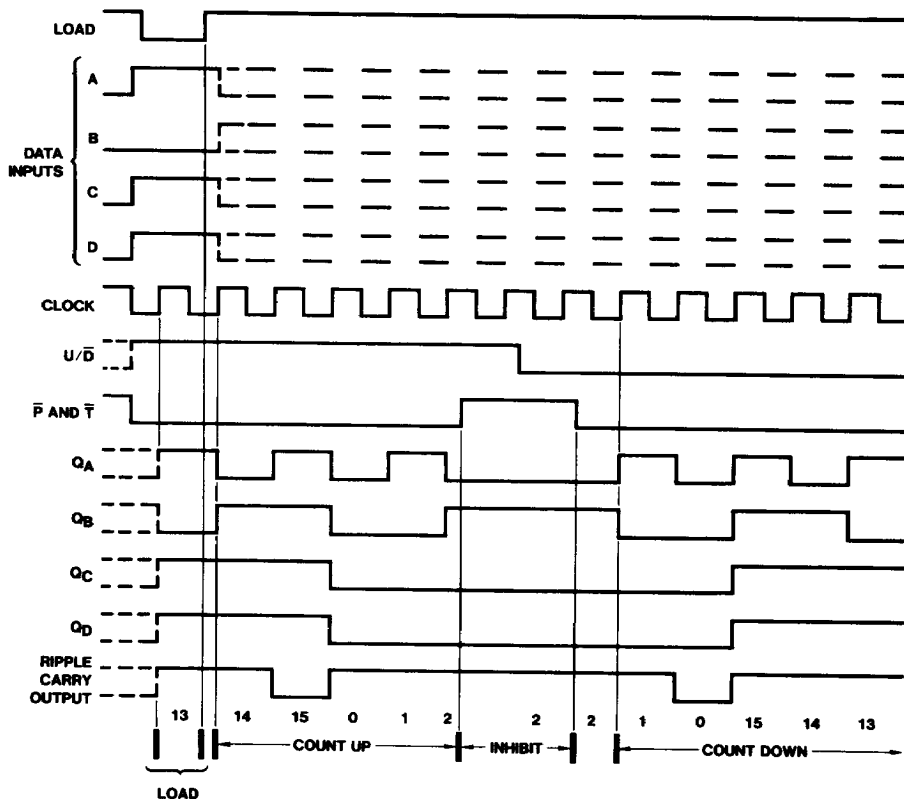 LOAD
A
B
DATA
INPUTS
C
D
CLOCK
U/D̅
P̅ AND T̅
QA
QB
QC
QD
RIPPLE
CARRY
OUTPUT
13 14 15 0 1 2 2 2 1 0 15 14 13
COUNT UP INHIBIT COUNT DOWN
LOAD